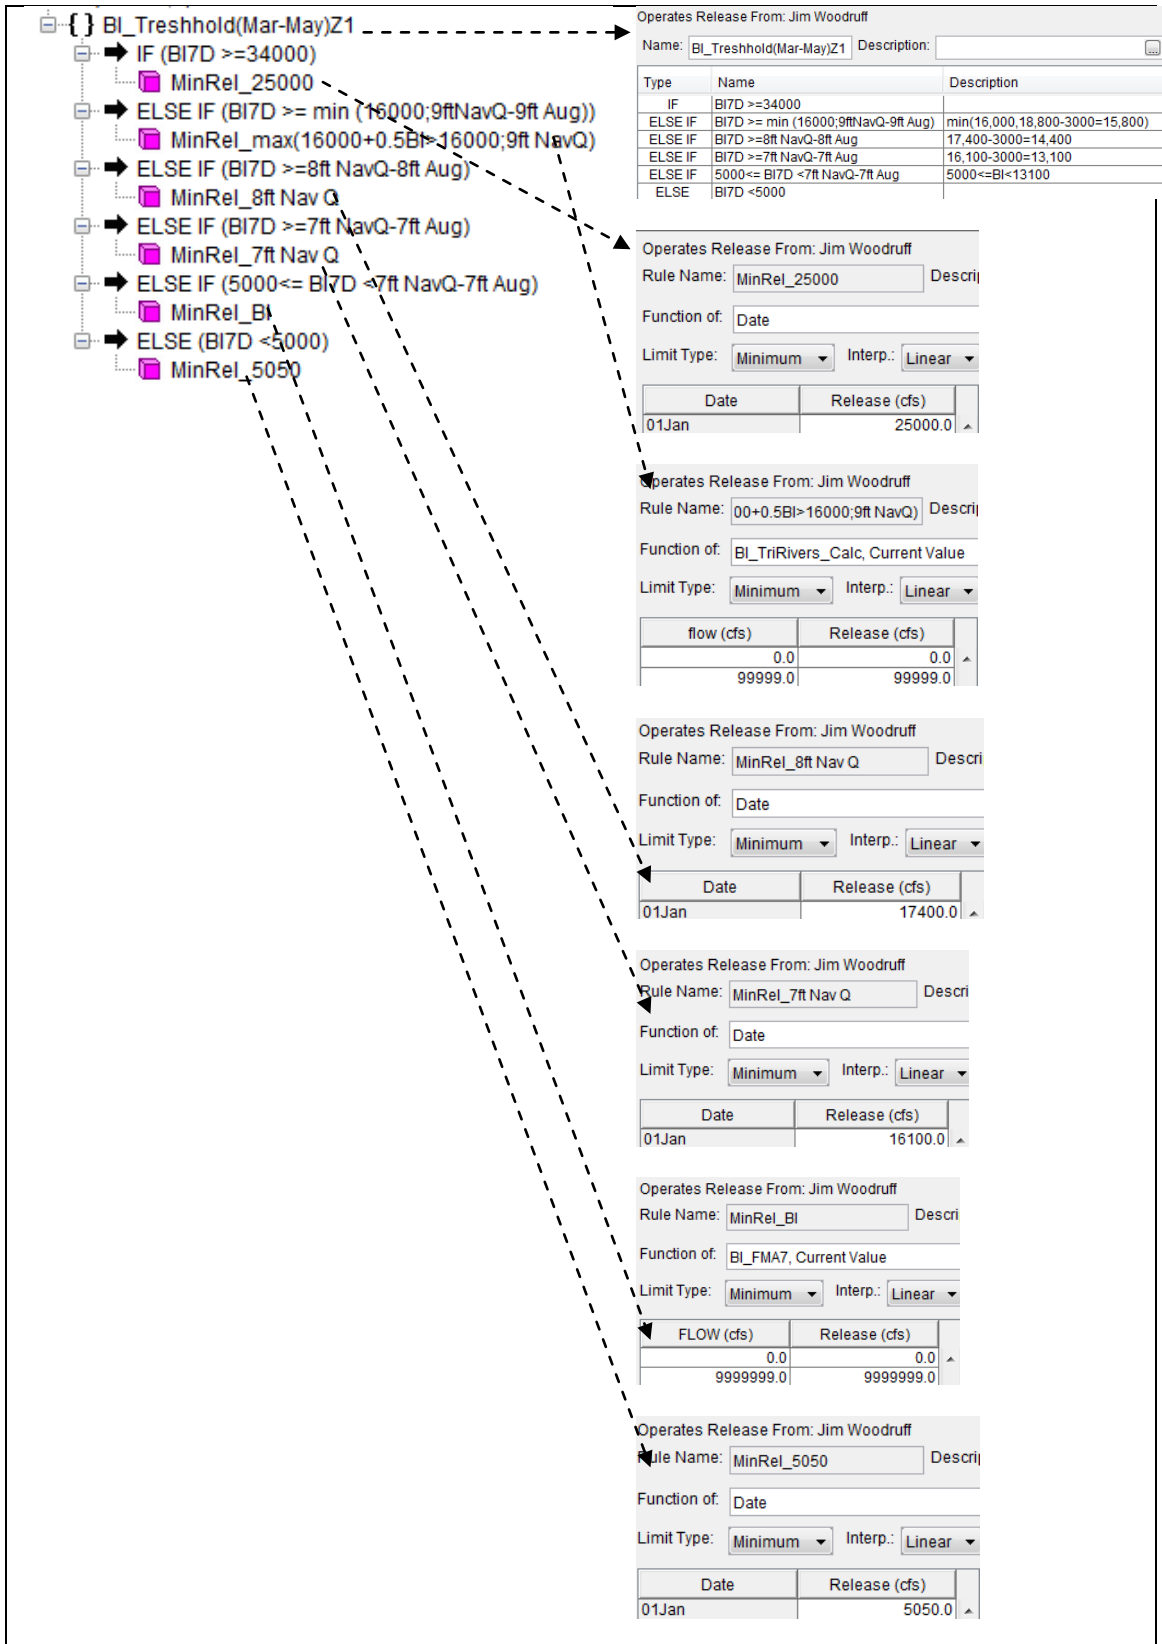 BI_Treshhold(Mar-May)Z1
IF (BI7D >=34000)
MinRel_25000
ELSE IF (BI7D >= min (16000;9ftNavQ-9ft Aug))
MinRel_max(16000+0.5BI>16000;9ft NavQ)
ELSE IF (BI7D >=8ft NavQ-8ft Aug)
MinRel_8ft Nav Q
ELSE IF (BI7D >=7ft NavQ-7ft Aug)
MinRel_7ft Nav Q
ELSE IF (5000<= BI7D <7ft NavQ-7ft Aug)
MinRel_BI
ELSE (BI7D <5000)
MinRel_5050
Operates Release From: Jim Woodruff
Name: BI_Treshhold(Mar-May)Z1 Description: ...
Type Name Description
IF BI7D >=34000
ELSE IF BI7D >= min (16000;9ftNavQ-9ft Aug) min(16,000,18,800-3000=15,800)
ELSE IF BI7D >=8ft NavQ-8ft Aug 17,400-3000=14,400
ELSE IF BI7D >=7ft NavQ-7ft Aug 16,100-3000=13,100
ELSE IF 5000<= BI7D <7ft NavQ-7ft Aug 5000<=BI<13100
ELSE BI7D <5000
Operates Release From: Jim Woodruff
Rule Name: MinRel_25000 Descrip
Function of: Date
Limit Type: Minimum Interp.: Linear
Date Release (cfs)
01Jan 25000.0
Operates Release From: Jim Woodruff
Rule Name: 00+0.5BI>16000;9ft NavQ) Descrip
Function of: BI_TriRivers_Calc, Current Value
Limit Type: Minimum Interp.: Linear
flow (cfs) Release (cfs)
0.0 0.0
99999.0 99999.0
Operates Release From: Jim Woodruff
Rule Name: MinRel_8ft Nav Q Descri
Function of: Date
Limit Type: Minimum Interp.: Linear
Date Release (cfs)
01Jan 17400.0
Operates Release From: Jim Woodruff
Rule Name: MinRel_7ft Nav Q Descri
Function of: Date
Limit Type: Minimum Interp.: Linear
Date Release (cfs)
01Jan 16100.0
Operates Release From: Jim Woodruff
Rule Name: MinRel_BI Descri
Function of: BI_FMA7, Current Value
Limit Type: Minimum Interp.: Linear
FLOW (cfs) Release (cfs)
0.0 0.0
9999999.0 9999999.0
Operates Release From: Jim Woodruff
Rule Name: MinRel_5050 Descrip
Function of: Date
Limit Type: Minimum Interp.: Linear
Date Release (cfs)
01Jan 5050.0